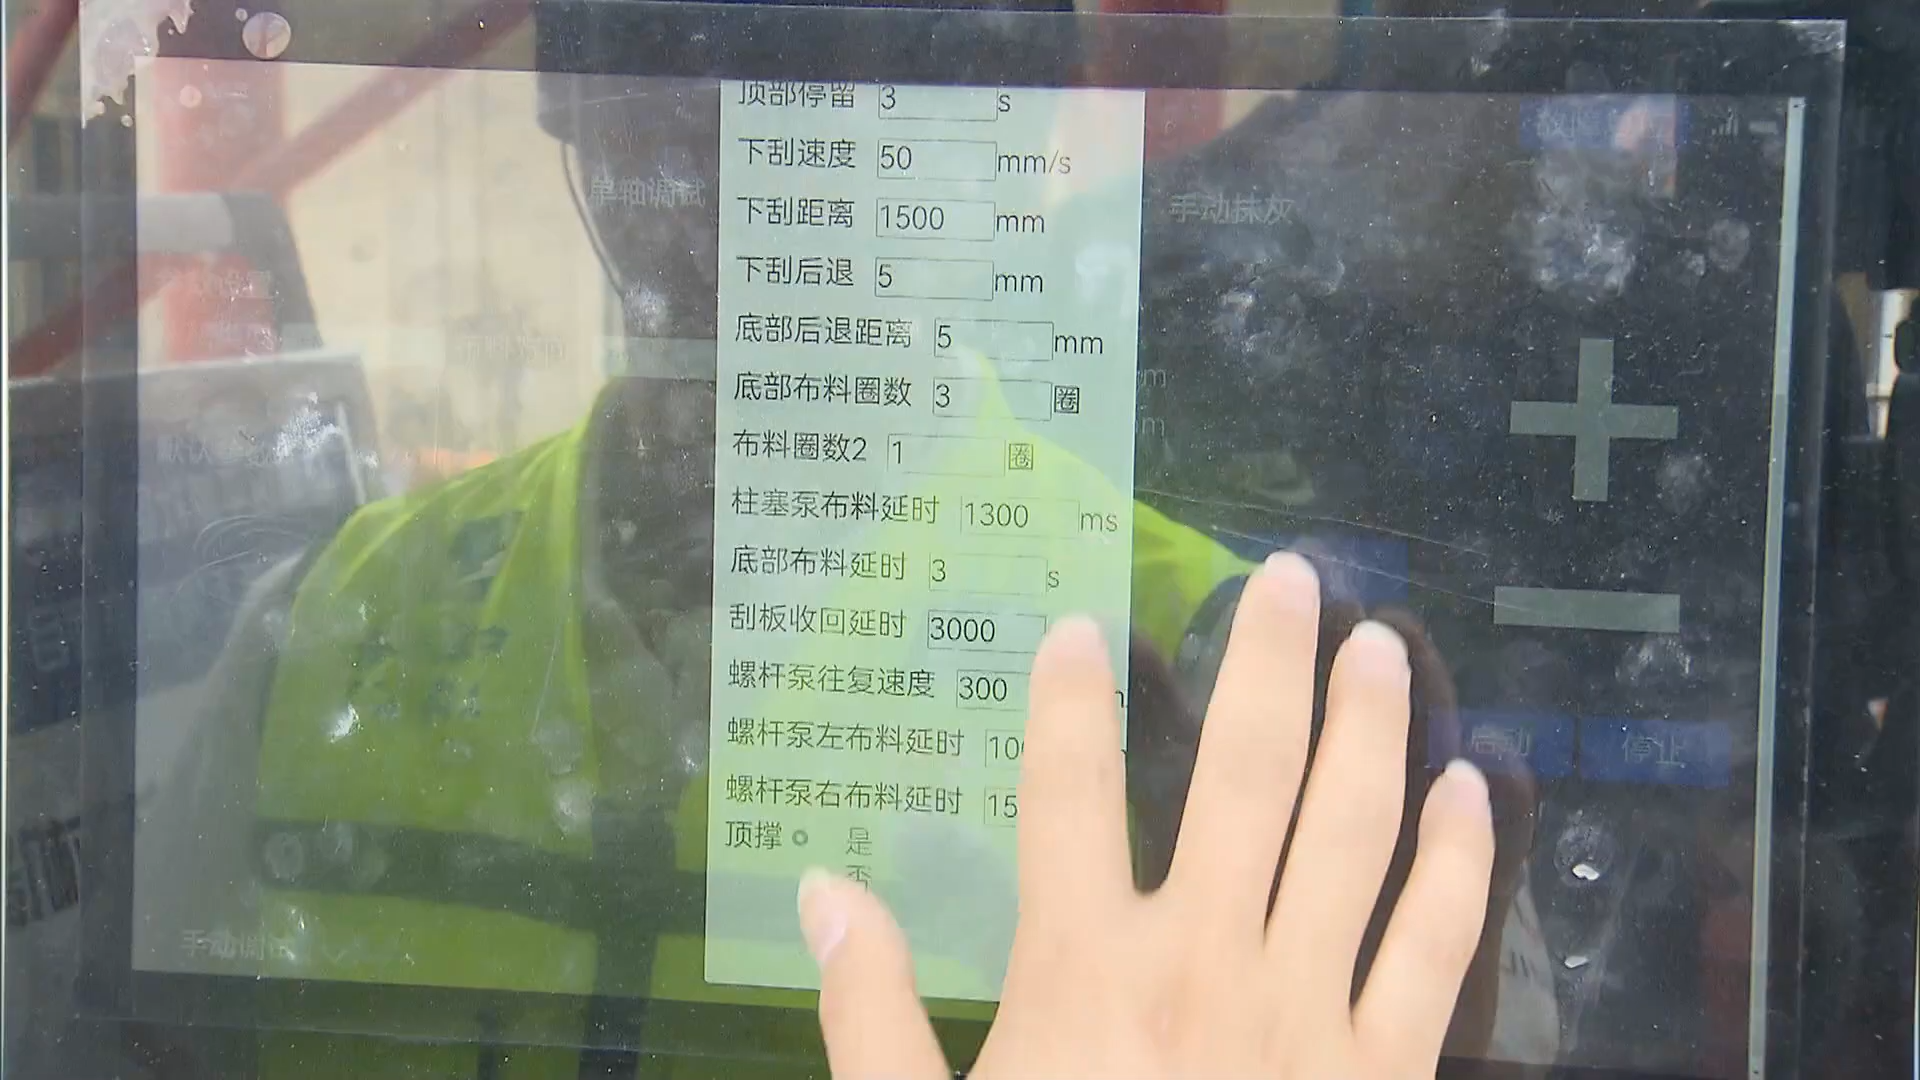 顶部停留 3 s
下刮速度 50 mm/s
单轴调试
手动抹灰
下刮距离 1500 mm
下刮后退 5 mm
底部后退距离 5 mm
底部布料圈数 3 圈
布料圈数2 1 圈
柱塞泵布料延时 1300 ms
底部布料延时 3 s
刮板收回延时 3000
螺杆泵往复速度 300
螺杆泵左布料延时
启动 停止
螺杆泵右布料延时
顶撑 是
否
手动调试